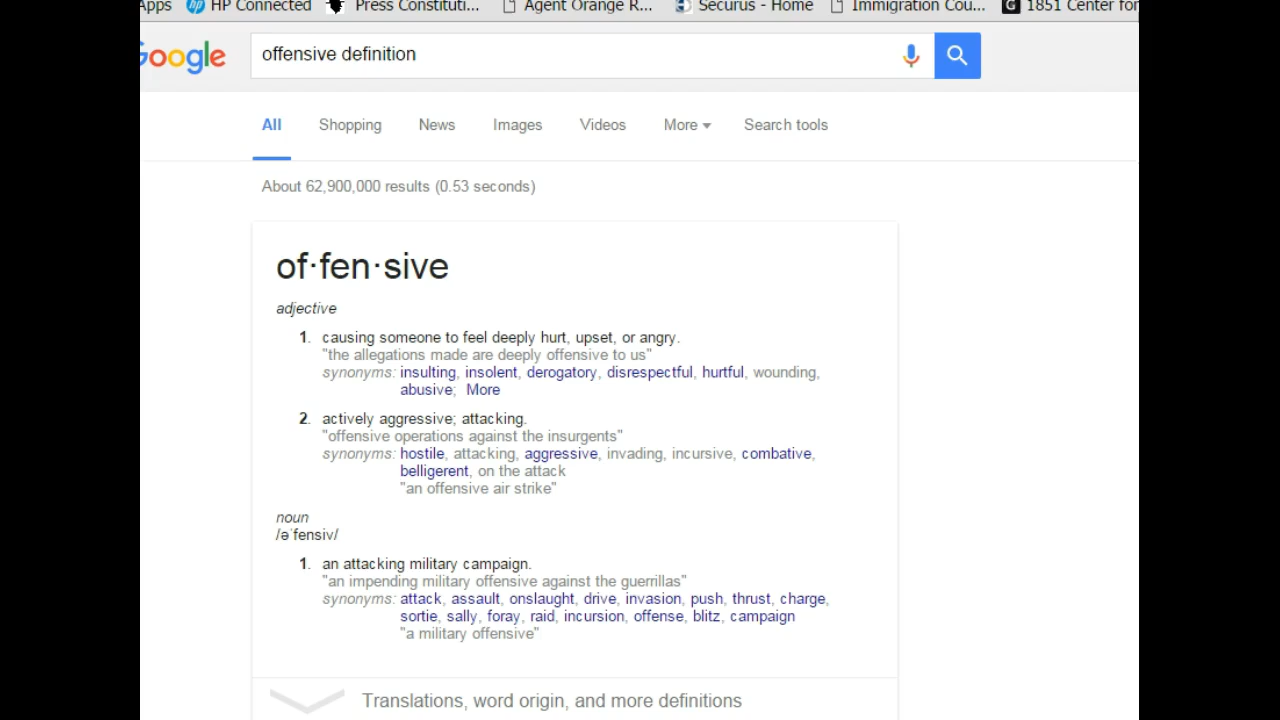 Apps HP Connected Press Constituti... Agent Orange R... Securus - Home Immigration Cou... 1851 Center for
Google offensive definition
All Shopping News Images Videos More Search tools
About 62,900,000 results (0.53 seconds)
of·fen·sive
adjective
1. causing someone to feel deeply hurt, upset, or angry.
"the allegations made are deeply offensive to us"
synonyms: insulting, insolent, derogatory, disrespectful, hurtful, wounding,
abusive; More
2. actively aggressive; attacking.
"offensive operations against the insurgents"
synonyms: hostile, attacking, aggressive, invading, incursive, combative,
belligerent, on the attack
"an offensive air strike"
noun
/əˈfensiv/
1. an attacking military campaign.
"an impending military offensive against the guerrillas"
synonyms: attack, assault, onslaught, drive, invasion, push, thrust, charge,
sortie, sally, foray, raid, incursion, offense, blitz, campaign
"a military offensive"
Translations, word origin, and more definitions